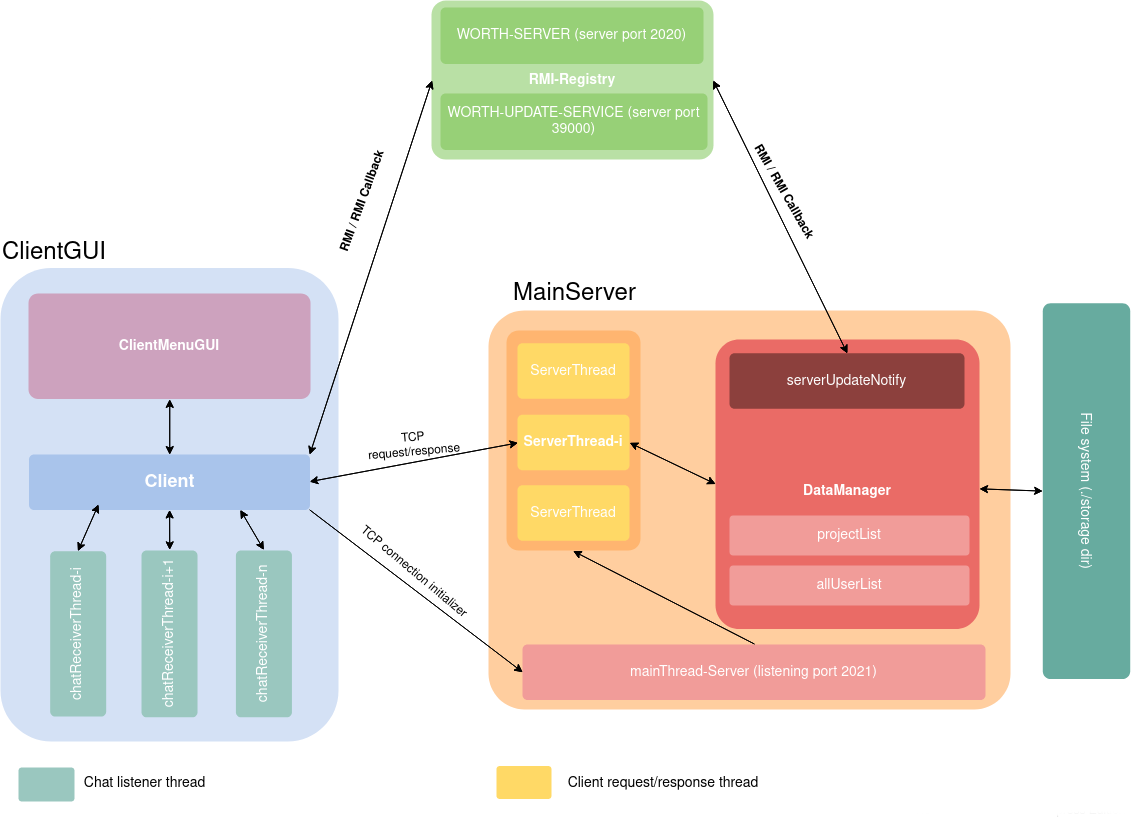 WORTH-SERVER (server port 2020)
RMI-Registry
WORTH-UPDATE-SERVICE (server port
39000)
RMI / RMI Callback
RMI / RMI Callback
ClientGUI
ClientMenuGUI
Client
chatReceiverThread-i
chatReceiverThread-i+1
chatReceiverThread-n
TCP
request/response
TCP connection initializer
MainServer
ServerThread
ServerThread-i
ServerThread
serverUpdateNotify
DataManager
projectList
allUserList
mainThread-Server (listening port 2021)
File system (./storage dir)
Chat listener thread
Client request/response thread